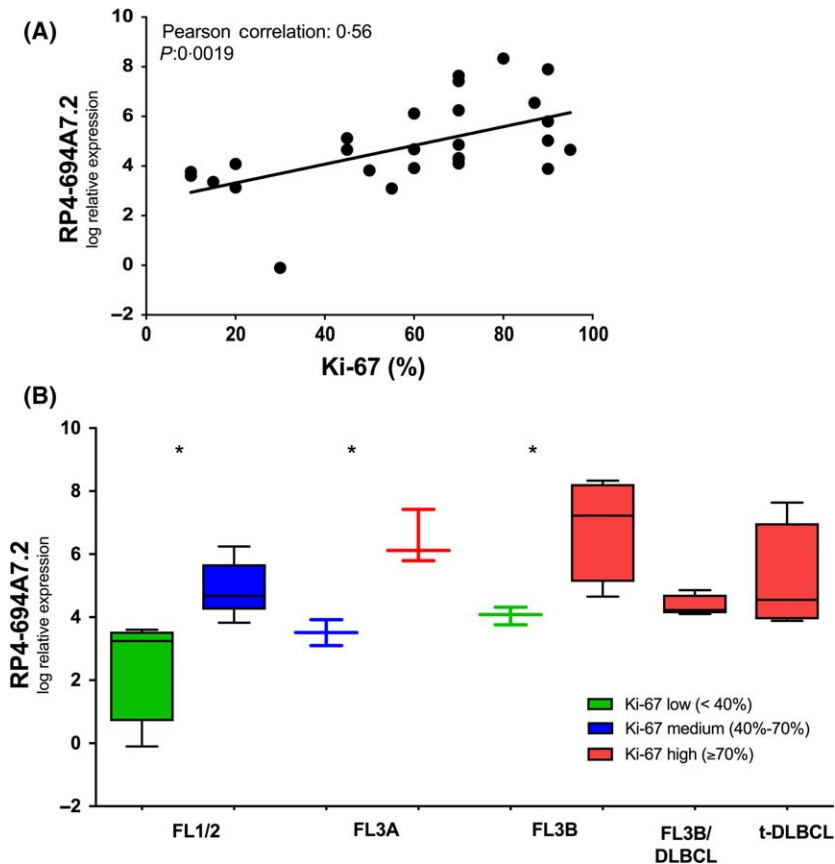 (A)
Pearson correlation: 0·56
P:0·0019
RP4-694A7.2
log relative expression
10
8
6
4
2
0
−2
0 20 40 60 80 100
Ki-67 (%)
(B)
* * *
RP4-694A7.2
log relative expression
10
8
6
4
2
0
−2
Ki-67 low (< 40%)
Ki-67 medium (40%-70%)
Ki-67 high (≥70%)
FL1/2 FL3A FL3B FL3B/ t-DLBCL
DLBCL